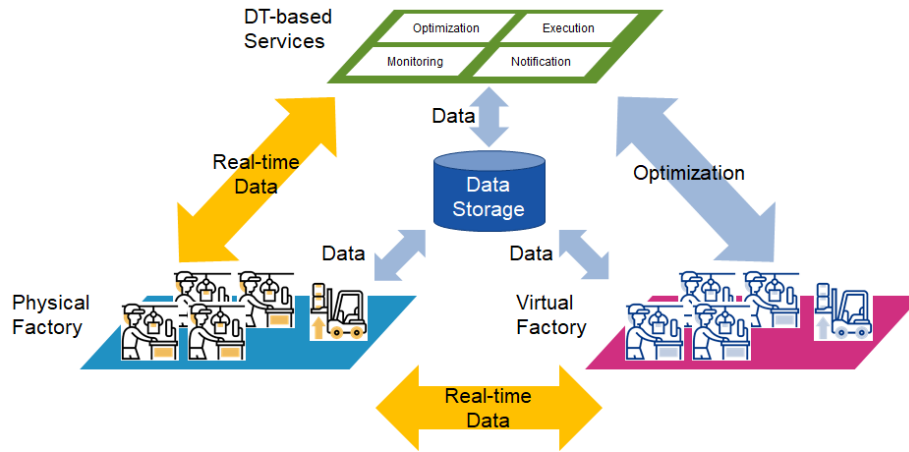 DT-based
Services
Optimization
Execution
Monitoring
Notification
Data
Real-time
Data
Data
Storage
Optimization
Data
Data
Physical
Factory
Virtual
Factory
Real-time
Data